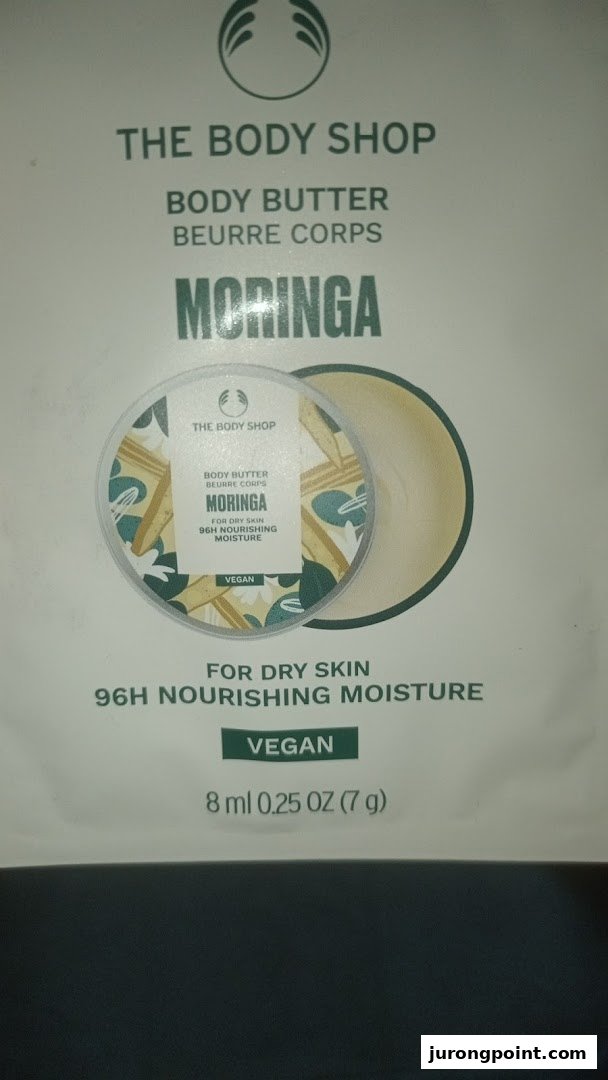 THE BODY SHOP
BODY BUTTER
BEURRE CORPS
MORINGA
THE BODY SHOP
BODY BUTTER
BEURRE CORPS
MORINGA
FOR DRY SKIN
96H NOURISHING
MOISTURE
VEGAN
FOR DRY SKIN
96H NOURISHING MOISTURE
VEGAN
8 ml 0.25 OZ (7 g)
jurongpoint.com